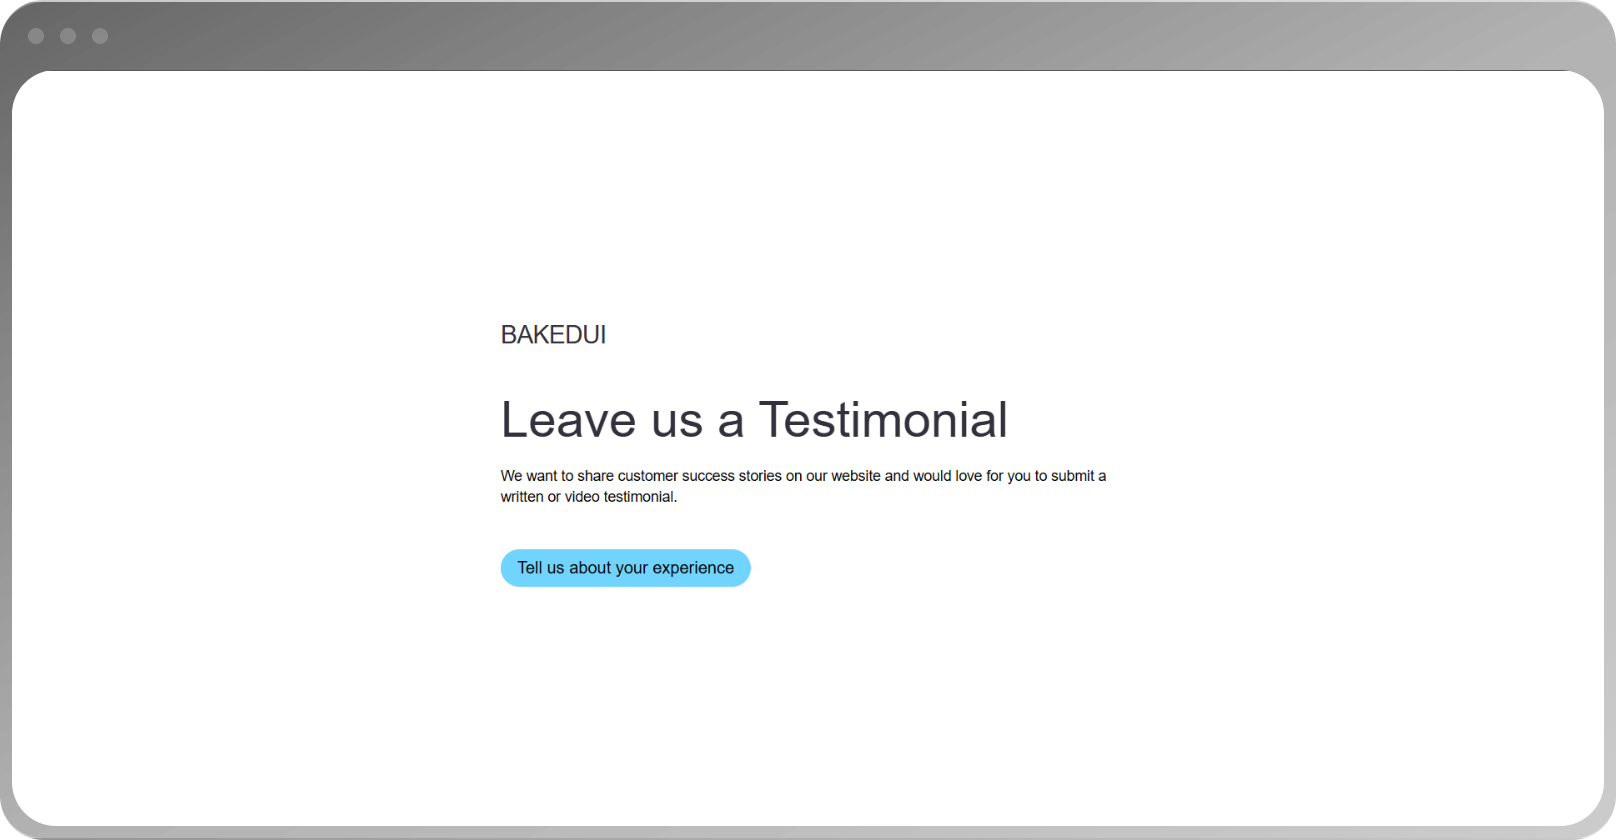 BAKEDUI
Leave us a Testimonial
We want to share customer success stories on our website and would love for you to submit a
written or video testimonial.
Tell us about your experience